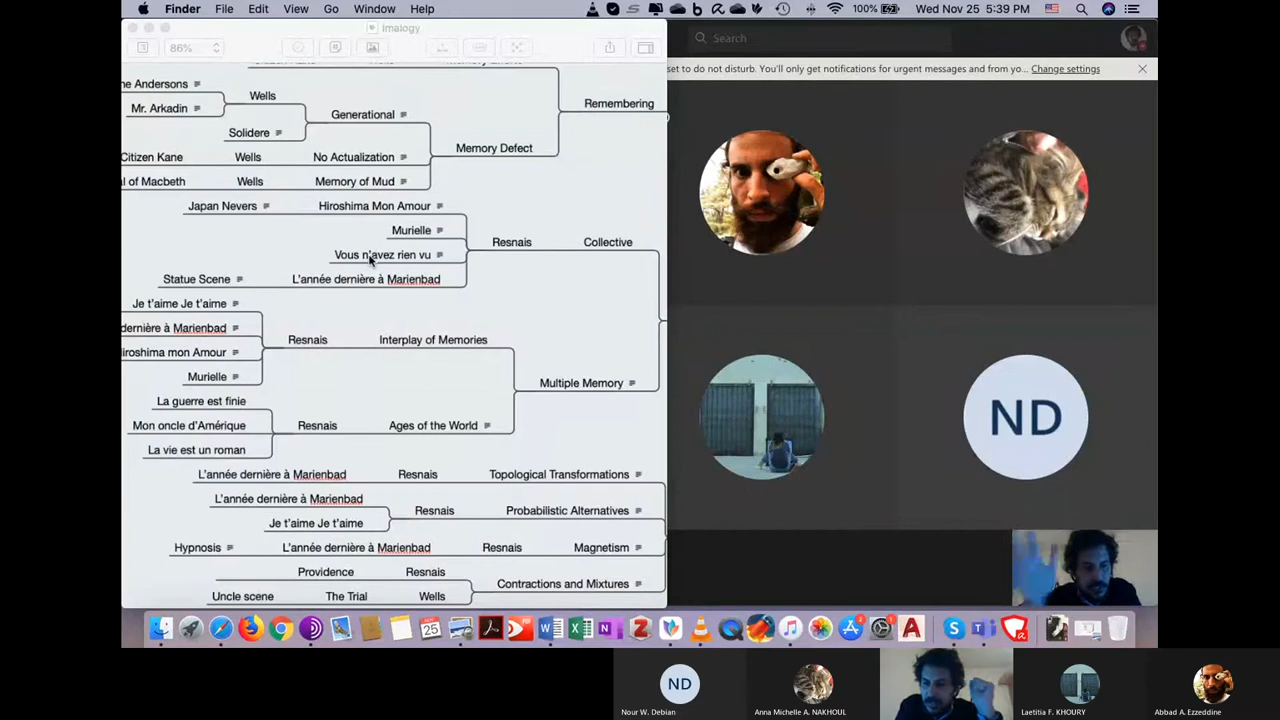 Finder File Edit View Go Window Help 100% Wed Nov 25 5:39 PM
imalogy
86%
Search
set to do not disturb. You'll only get notifications for urgent messages and from yo... Change settings
ne Andersons
Wells
Mr. Arkadin
Generational
Remembering
Solidere
Memory Defect
Citizen Kane Wells No Actualization
al of Macbeth Wells Memory of Mud
Japan Nevers Hiroshima Mon Amour
Murielle
Resnais Collective
Vous n'avez rien vu
Statue Scene L'année dernière à Marienbad
Je t'aime Je t'aime
dernière à Marienbad
Resnais Interplay of Memories
Hiroshima mon Amour
Murielle
Multiple Memory
La guerre est finie
Mon oncle d'Amérique Resnais Ages of the World
La vie est un roman
L'année dernière à Marienbad Resnais Topological Transformations
L'année dernière à Marienbad
Resnais Probabilistic Alternatives
Je t'aime Je t'aime
Hypnosis L'année dernière à Marienbad Resnais Magnetism
Providence Resnais
Contractions and Mixtures
Uncle scene The Trial Wells
ND
NOV
25
ND
Nour W. Debian
Anna Michelle A. NAKHOUL
Laetitia F. KHOURY
Abbad A. Ezzeddine